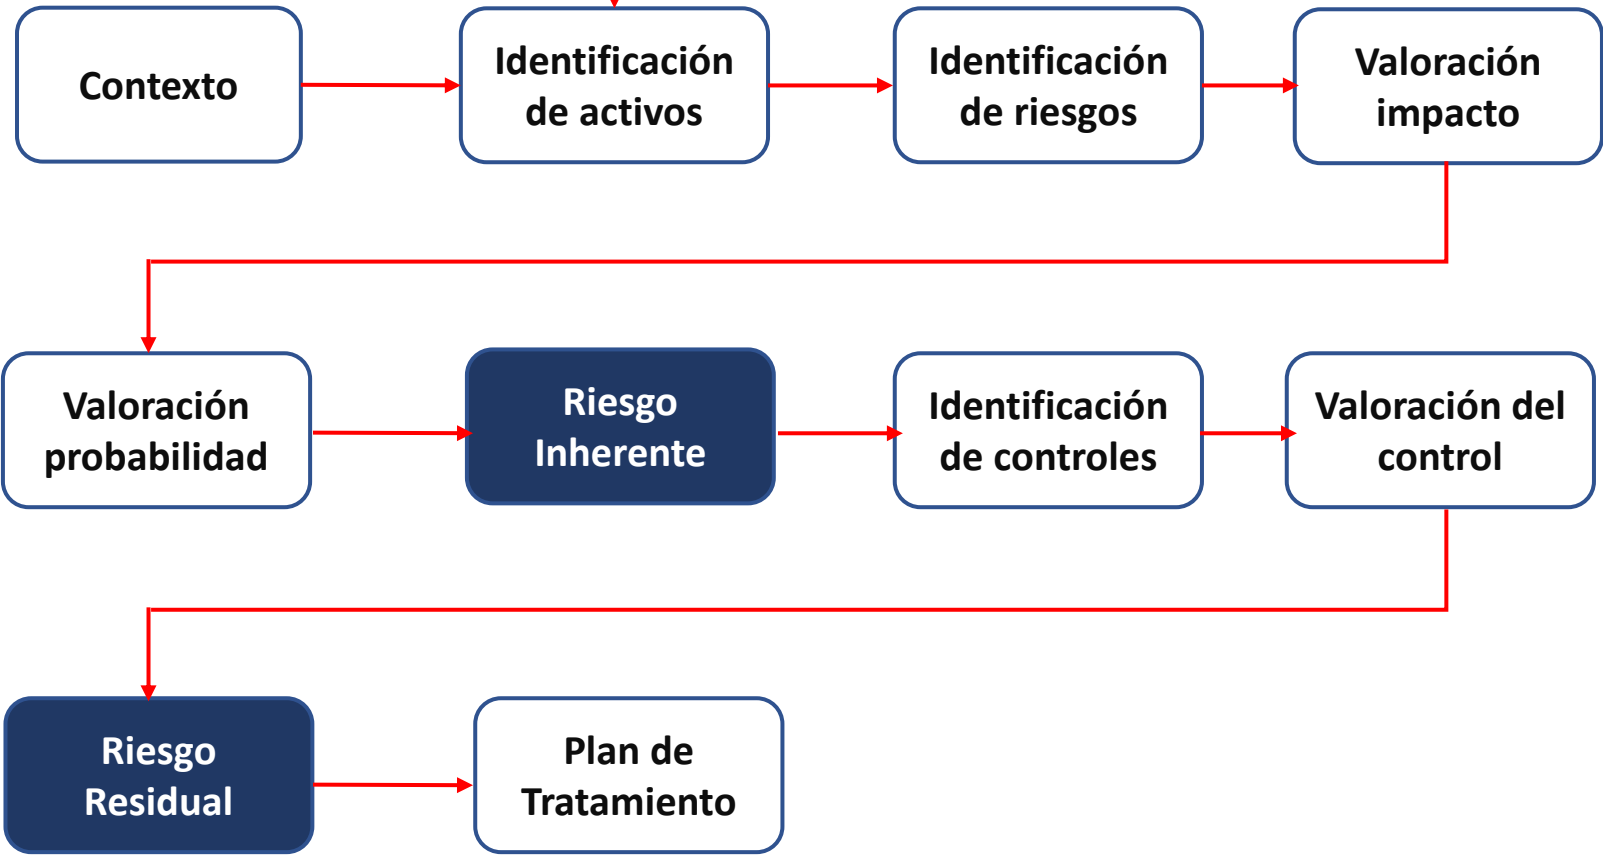 Contexto
Identificación
de activos
Identificación
de riesgos
Valoración
impacto
Valoración
probabilidad
Riesgo
Inherente
Identificación
de controles
Valoración del
control
Riesgo
Residual
Plan de
Tratamiento